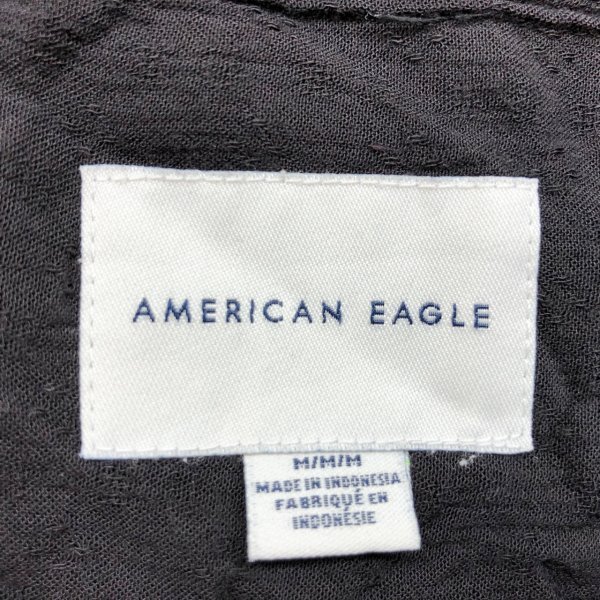 AMERICAN EAGLE
M/M/M
MADE IN INDONESIA
FABRIQUÉ EN
INDONÉSIE